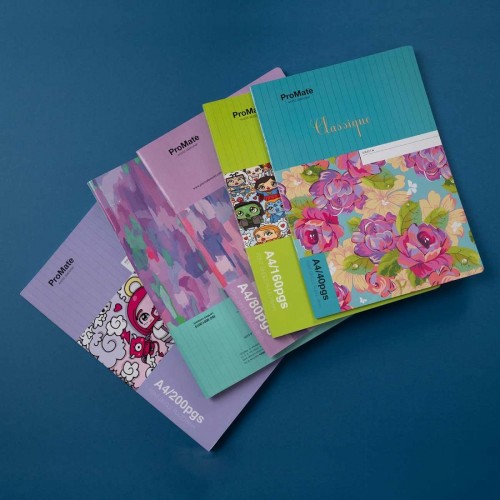 ProMate
Classique
A4/40pgs
ProMate
A4/160pgs
ProMate
A4/80pgs
ProMate
A4/200pgs